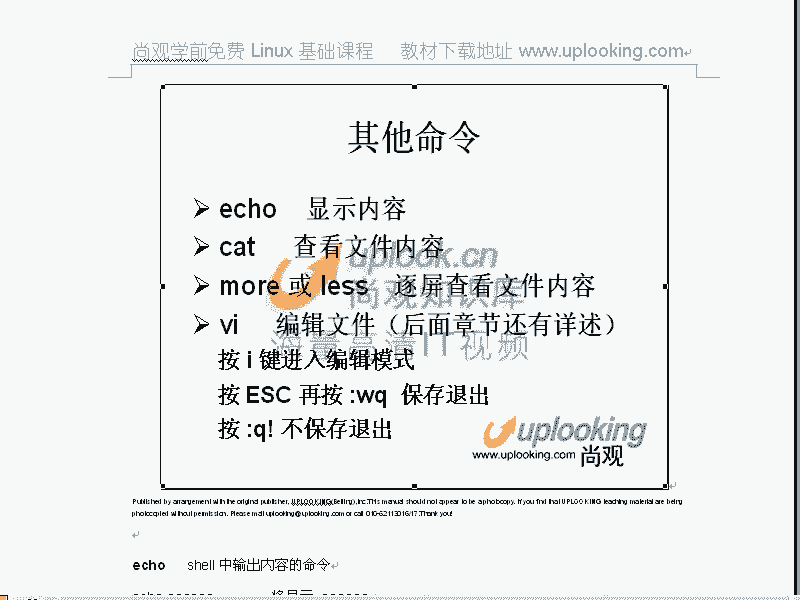 尚观学前免费 Linux 基础课程 教材下载地址 www.uplooking.com
其他命令
echo 显示内容
cat 查看文件内容
uplook.cn
more 或 less 逐屏查看文件内容
尚观知识库
vi 编辑文件（后面章节还有详述）
海量高清IT视频
按 i 键进入编辑模式
按 ESC 再按 :wq 保存退出
按 :q! 不保存退出
uplooking
www.uplooking.com 尚观
Published by arrangement with the original publisher, UPLOOKING(Beijing),Inc.This manual should not appear to be a photocopy. If you find that UPLOOKING teaching material are being
photocopied without permission. Please mail uplooking@uplooking.com or call 010-62113016/17.Thank you!
echo shell 中输出内容的命令